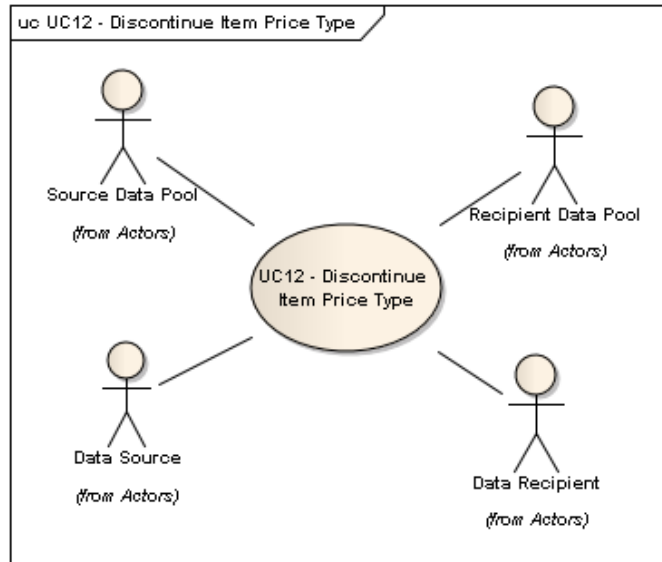 uc UC12 - Discontinue Item Price Type
Source Data Pool
(from Actors)
Recipient Data Pool
(from Actors)
UC12 - Discontinue
Item Price Type
Data Source
(from Actors)
Data Recipient
(from Actors)